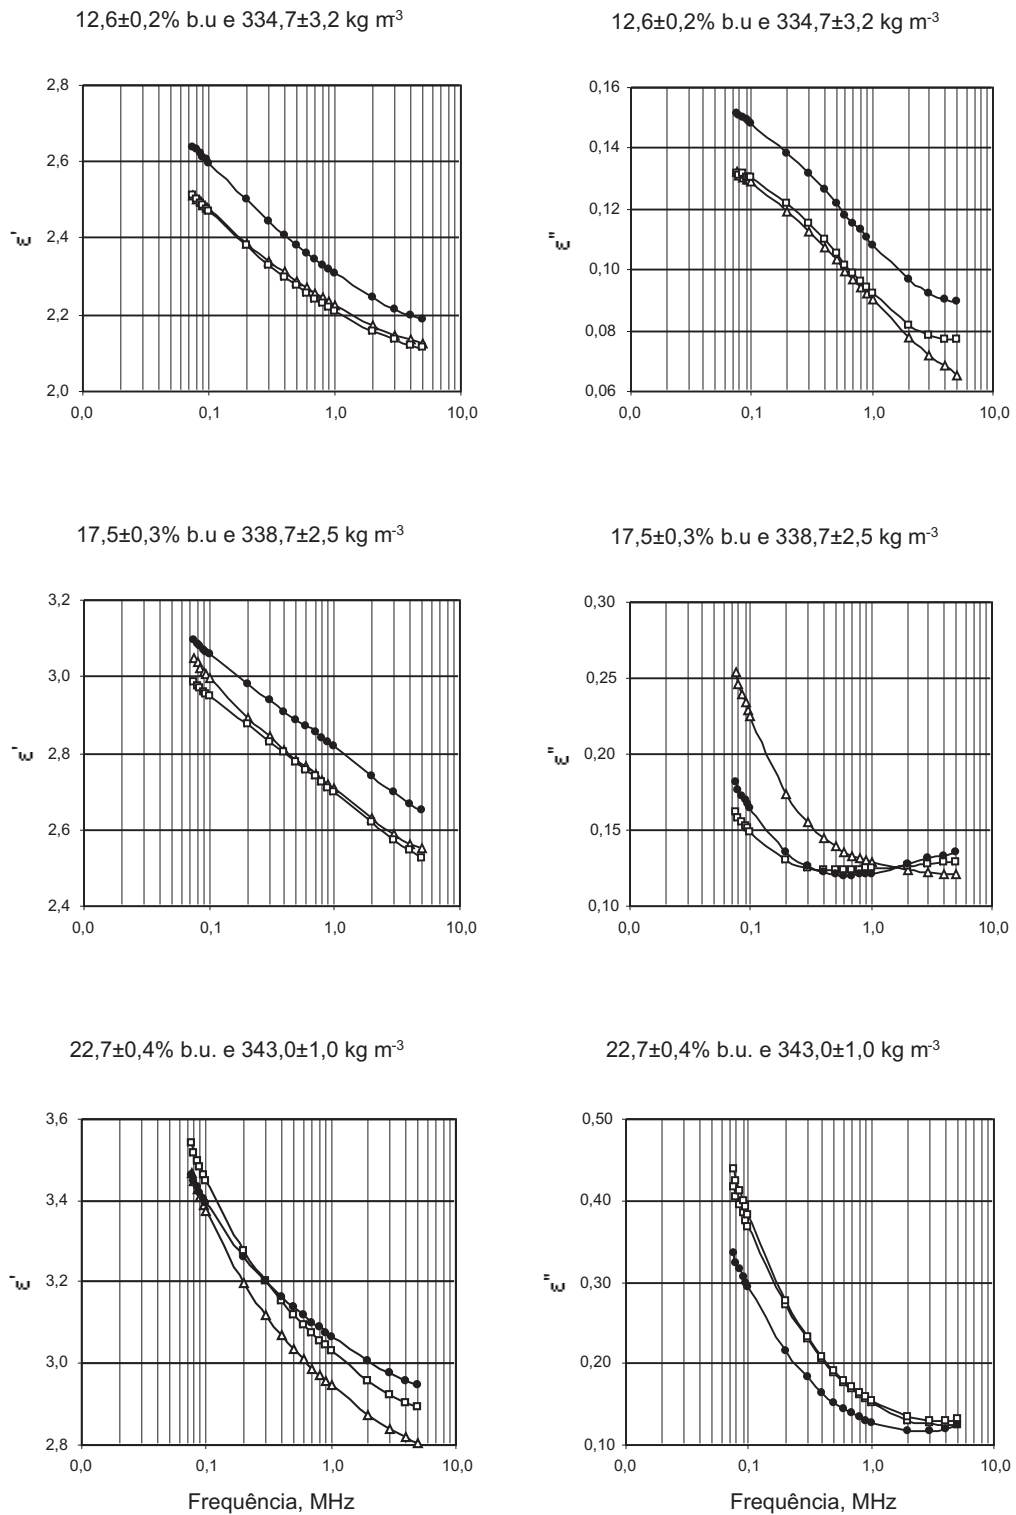 12,6±0,2% b.u e 334,7±3,2 kg m-3
12,6±0,2% b.u e 334,7±3,2 kg m-3
2,8
2,6
2,4
2,2
2,0
ε'
0,0 0,1 1,0 10,0
0,16
0,14
0,12
0,10
0,08
0,06
ε"
0,0 0,1 1,0 10,0
17,5±0,3% b.u e 338,7±2,5 kg m-3
17,5±0,3% b.u e 338,7±2,5 kg m-3
3,2
3,0
2,8
2,6
2,4
ε'
0,0 0,1 1,0 10,0
0,30
0,25
0,20
0,15
0,10
ε"
0,0 0,1 1,0 10,0
22,7±0,4% b.u. e 343,0±1,0 kg m-3
22,7±0,4% b.u. e 343,0±1,0 kg m-3
3,6
3,4
3,2
3,0
2,8
ε'
0,0 0,1 1,0 10,0
Frequência, MHz
0,50
0,40
0,30
0,20
0,10
ε"
0,0 0,1 1,0 10,0
Frequência, MHz